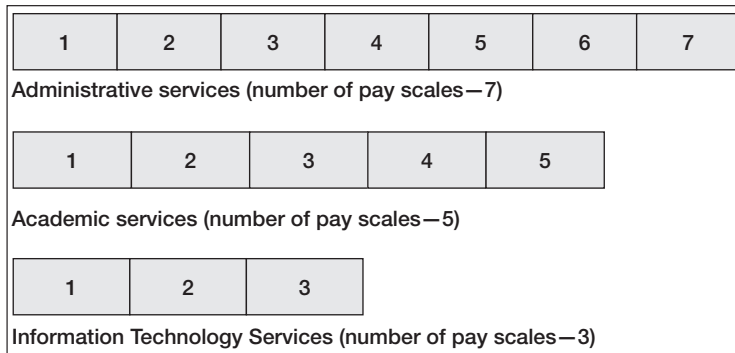 1 2 3 4 5 6 7
Administrative services (number of pay scales—7)
1 2 3 4 5
Academic services (number of pay scales—5)
1 2 3
Information Technology Services (number of pay scales—3)